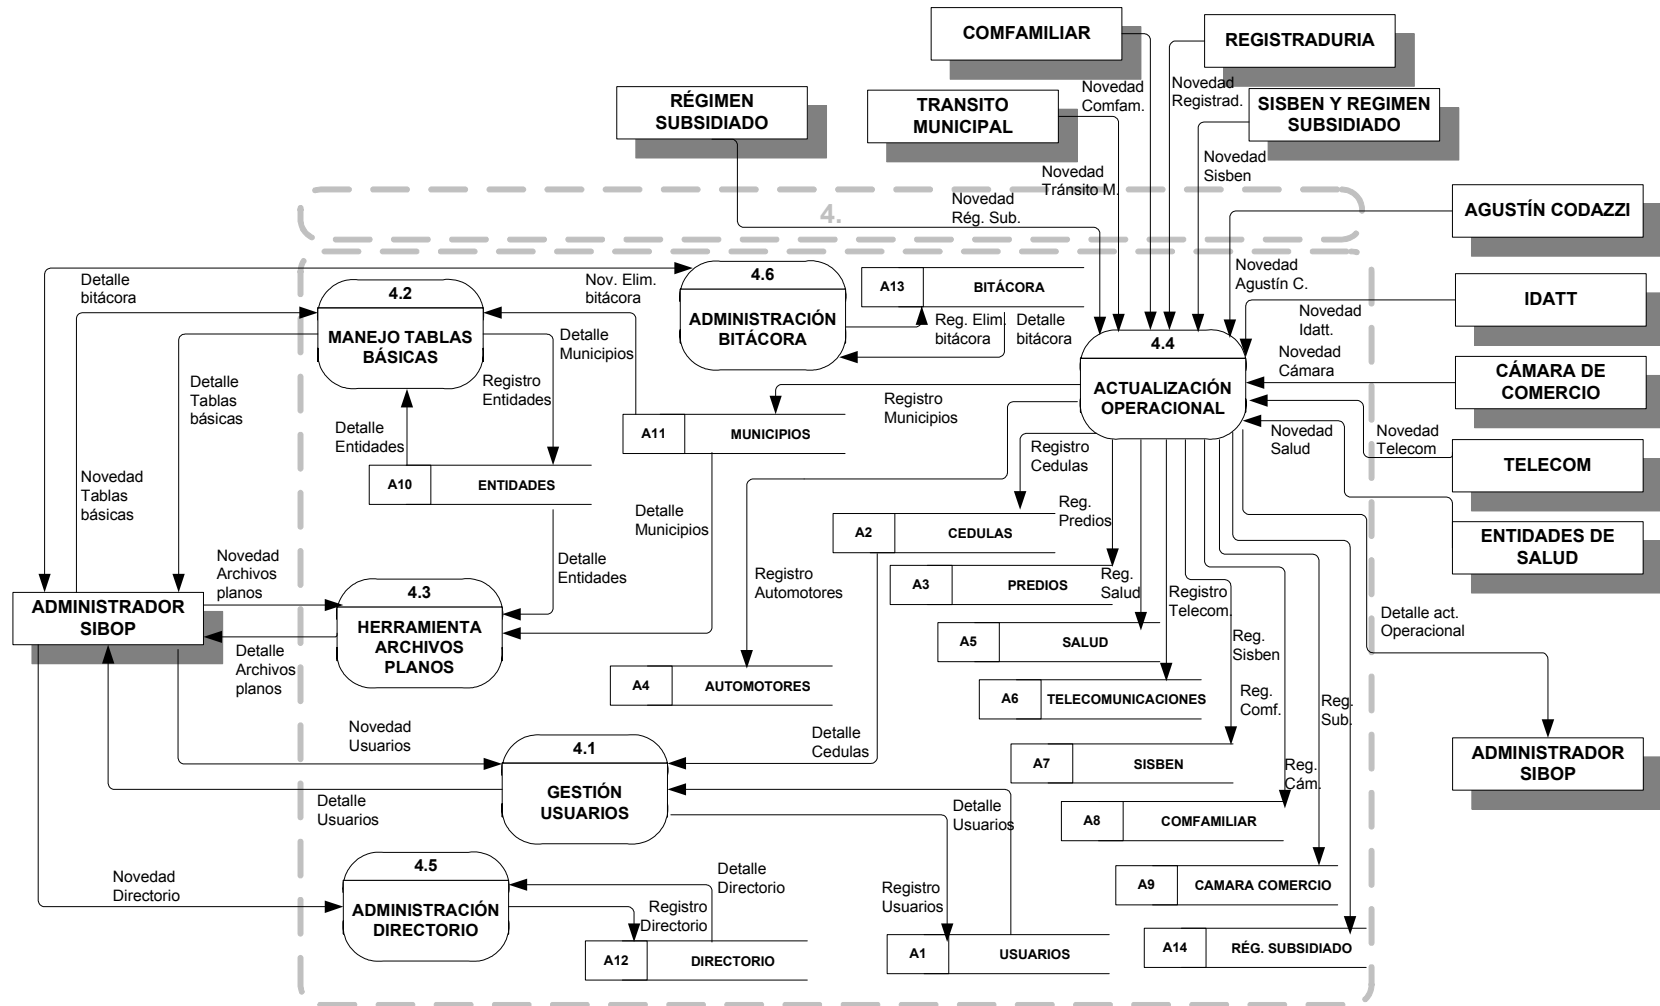 COMFAMILIAR
REGISTRADURIA
RÉGIMEN
SUBSIDIADO
TRANSITO
MUNICIPAL
SISBEN Y REGIMEN
SUBSIDIADO
Novedad
Comfam.
Novedad
Registrad.
Novedad
Tránsito M.
Novedad
Sisben
Novedad
Rég. Sub.
4.
AGUSTÍN CODAZZI
Novedad
Agustín C.
IDATT
Novedad
Idatt.
Novedad
Cámara
CÁMARA DE
COMERCIO
Novedad
Salud
Novedad
Telecom
TELECOM
ENTIDADES DE
SALUD
Detalle
bitácora
Nov. Elim.
bitácora
4.2
MANEJO TABLAS
BÁSICAS
4.6
ADMINISTRACIÓN
BITÁCORA
A13
BITÁCORA
Reg. Elim.
bitácora
Detalle
bitácora
4.4
ACTUALIZACIÓN
OPERACIONAL
Detalle
Municipios
Detalle
Tablas
básicas
Registro
Entidades
Detalle
Entidades
Registro
Municipios
A11
MUNICIPIOS
A10
ENTIDADES
Novedad
Tablas
básicas
Detalle
Municipios
Registro
Cedulas
Reg.
Predios
A2
CEDULAS
Novedad
Archivos
planos
Detalle
Entidades
Registro
Automotores
A3
PREDIOS
Reg.
Salud
Registro
Telecom.
ADMINISTRADOR
SIBOP
4.3
HERRAMIENTA
ARCHIVOS
PLANOS
Detalle
Archivos
planos
A5
SALUD
Reg.
Sisben
Detalle act.
Operacional
A4
AUTOMOTORES
A6
TELECOMUNICACIONES
Reg.
Comf.
Reg.
Sub.
Novedad
Usuarios
4.1
GESTIÓN
USUARIOS
Detalle
Cedulas
A7
SISBEN
Reg.
Cám.
ADMINISTRADOR
SIBOP
Detalle
Usuarios
Detalle
Usuarios
A8
COMFAMILIAR
4.5
ADMINISTRACIÓN
DIRECTORIO
Novedad
Directorio
Detalle
Directorio
Registro
Directorio
Registro
Usuarios
A9
CAMARA COMERCIO
A12
DIRECTORIO
A1
USUARIOS
A14
RÉG. SUBSIDIADO